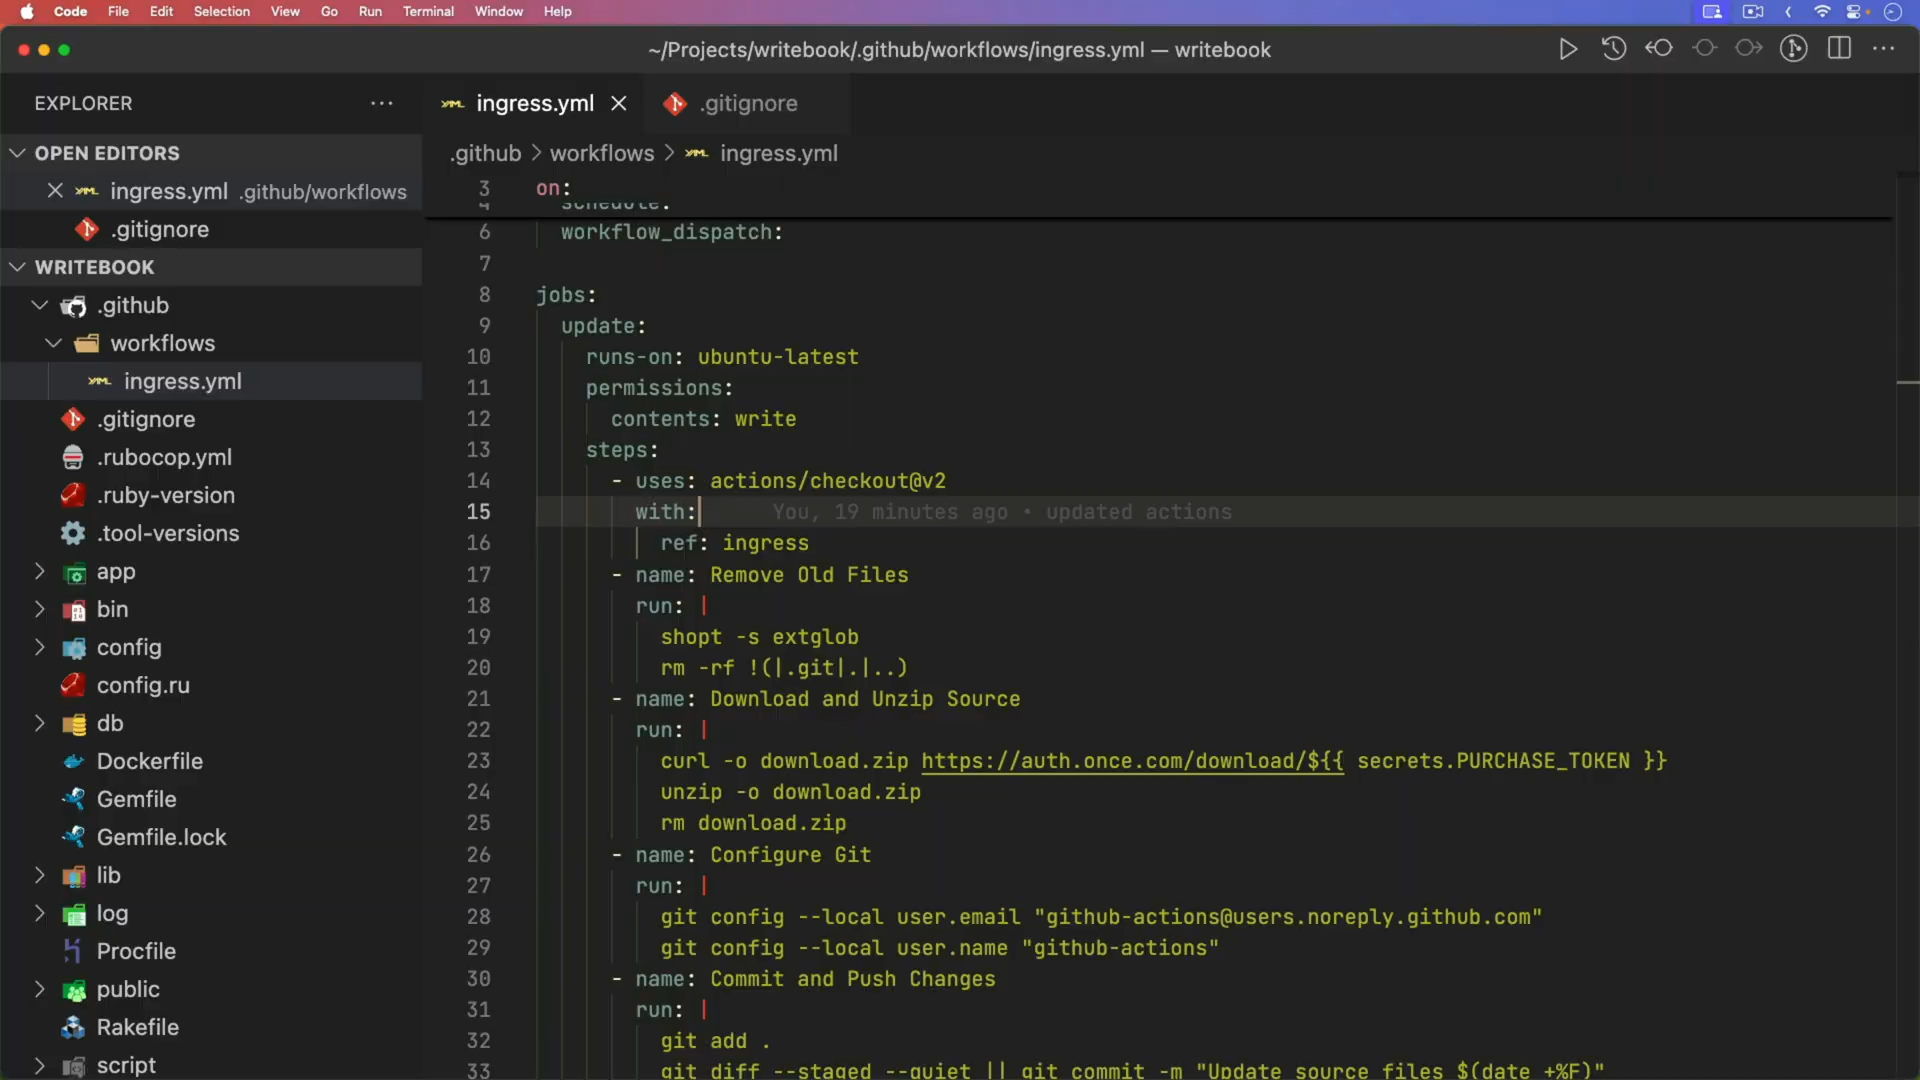 Code File Edit Selection View Go Run Terminal Window Help
~/Projects/writebook/.github/workflows/ingress.yml — writebook
EXPLORER
ingress.yml
.gitignore
OPEN EDITORS
ingress.yml .github/workflows
.gitignore
WRITEBOOK
.github
workflows
ingress.yml
.gitignore
.rubocop.yml
.ruby-version
.tool-versions
app
bin
config
config.ru
db
Dockerfile
Gemfile
Gemfile.lock
lib
log
Procfile
public
Rakefile
script
.github > workflows > ingress.yml
3 on:
4 schedule:
6 workflow_dispatch:
7
8 jobs:
9 update:
10 runs-on: ubuntu-latest
11 permissions:
12 contents: write
13 steps:
14 - uses: actions/checkout@v2
15 with: You, 19 minutes ago • updated actions
16 ref: ingress
17 - name: Remove Old Files
18 run: |
19 shopt -s extglob
20 rm -rf !(|.git|.|..)
21 - name: Download and Unzip Source
22 run: |
23 curl -o download.zip https://auth.once.com/download/${{ secrets.PURCHASE_TOKEN }}
24 unzip -o download.zip
25 rm download.zip
26 - name: Configure Git
27 run: |
28 git config --local user.email "github-actions@users.noreply.github.com"
29 git config --local user.name "github-actions"
30 - name: Commit and Push Changes
31 run: |
32 git add .
33 git diff --staged --quiet || git commit -m "Update source files $(date +%F)"